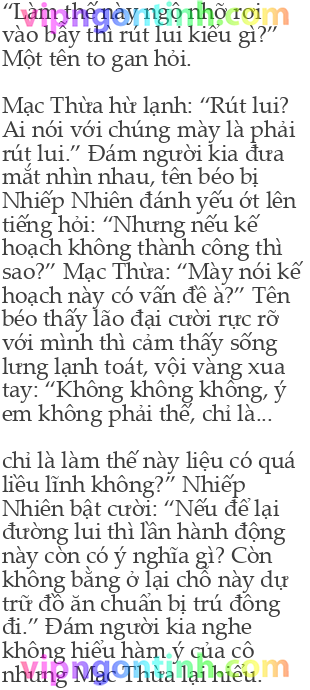 “Làm thế này ngộ nhỡ rơi
vào bẫy thì rút lui kiểu gì?”
Một tên to gan hỏi.
Mạc Thừa hừ lạnh: “Rút lui?
Ai nói với chúng mày là phải
rút lui.” Đám người kia đưa
mắt nhìn nhau, tên béo bị
Nhiếp Nhiên đánh yếu ớt lên
tiếng hỏi: “Nhưng nếu kế
hoạch không thành công thì
sao?” Mạc Thừa: “Mày nói kế
hoạch này có vấn đề à?” Tên
béo thấy lão đại cười rực rỡ
với mình thì cảm thấy sống
lưng lạnh toát, vội vàng xua
tay: “Không không không, ý
em không phải thế, chỉ là...
chỉ là làm thế này liệu có quá
liều lĩnh không?” Nhiếp
Nhiên bật cười: “Nếu để lại
đường lui thì lần hành động
này còn có ý nghĩa gì? Còn
không bằng ở lại chỗ này dự
trữ đồ ăn chuẩn bị trú đông
đi.” Đám người kia nghe
không hiểu hàm ý của cô
nhưng Mạc Thừa lại hiểu.
vipngontinh.com
vipngontinh.com